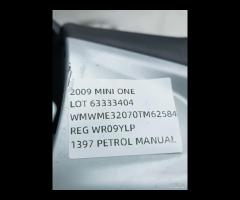 2009 MINI ONE
LOT 63333404
WMWME32070TM62584
REG WR09YLP
1397 PETROL MANUAL